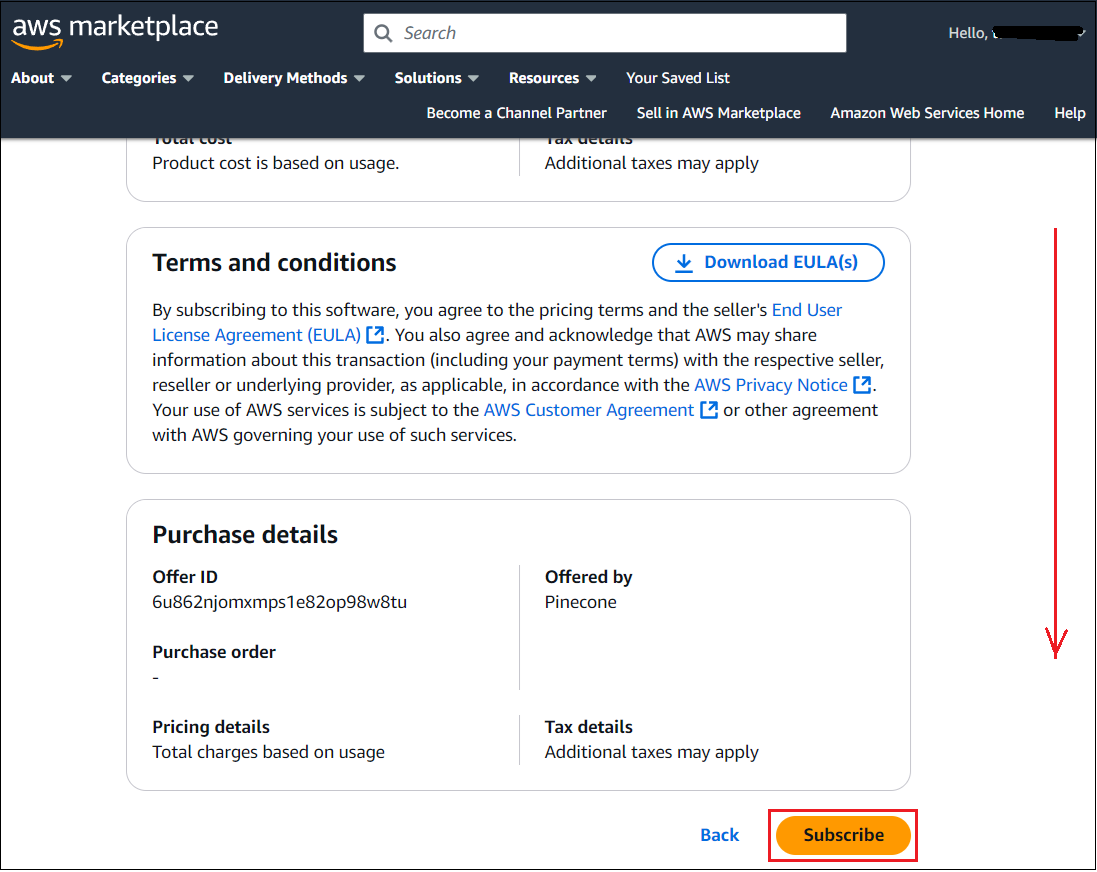 aws marketplace
Search
Hello,
About Categories Delivery Methods Solutions Resources Your Saved List
Become a Channel Partner Sell in AWS Marketplace Amazon Web Services Home Help
Total cost Tax details
Product cost is based on usage. Additional taxes may apply
Terms and conditions
Download EULA(s)
By subscribing to this software, you agree to the pricing terms and the seller's End User
License Agreement (EULA). You also agree and acknowledge that AWS may share
information about this transaction (including your payment terms) with the respective seller,
reseller or underlying provider, as applicable, in accordance with the AWS Privacy Notice.
Your use of AWS services is subject to the AWS Customer Agreement or other agreement
with AWS governing your use of such services.
Purchase details
Offer ID Offered by
6u862njomxmps1e82op98w8tu Pinecone
Purchase order
-
Pricing details Tax details
Total charges based on usage Additional taxes may apply
Back Subscribe